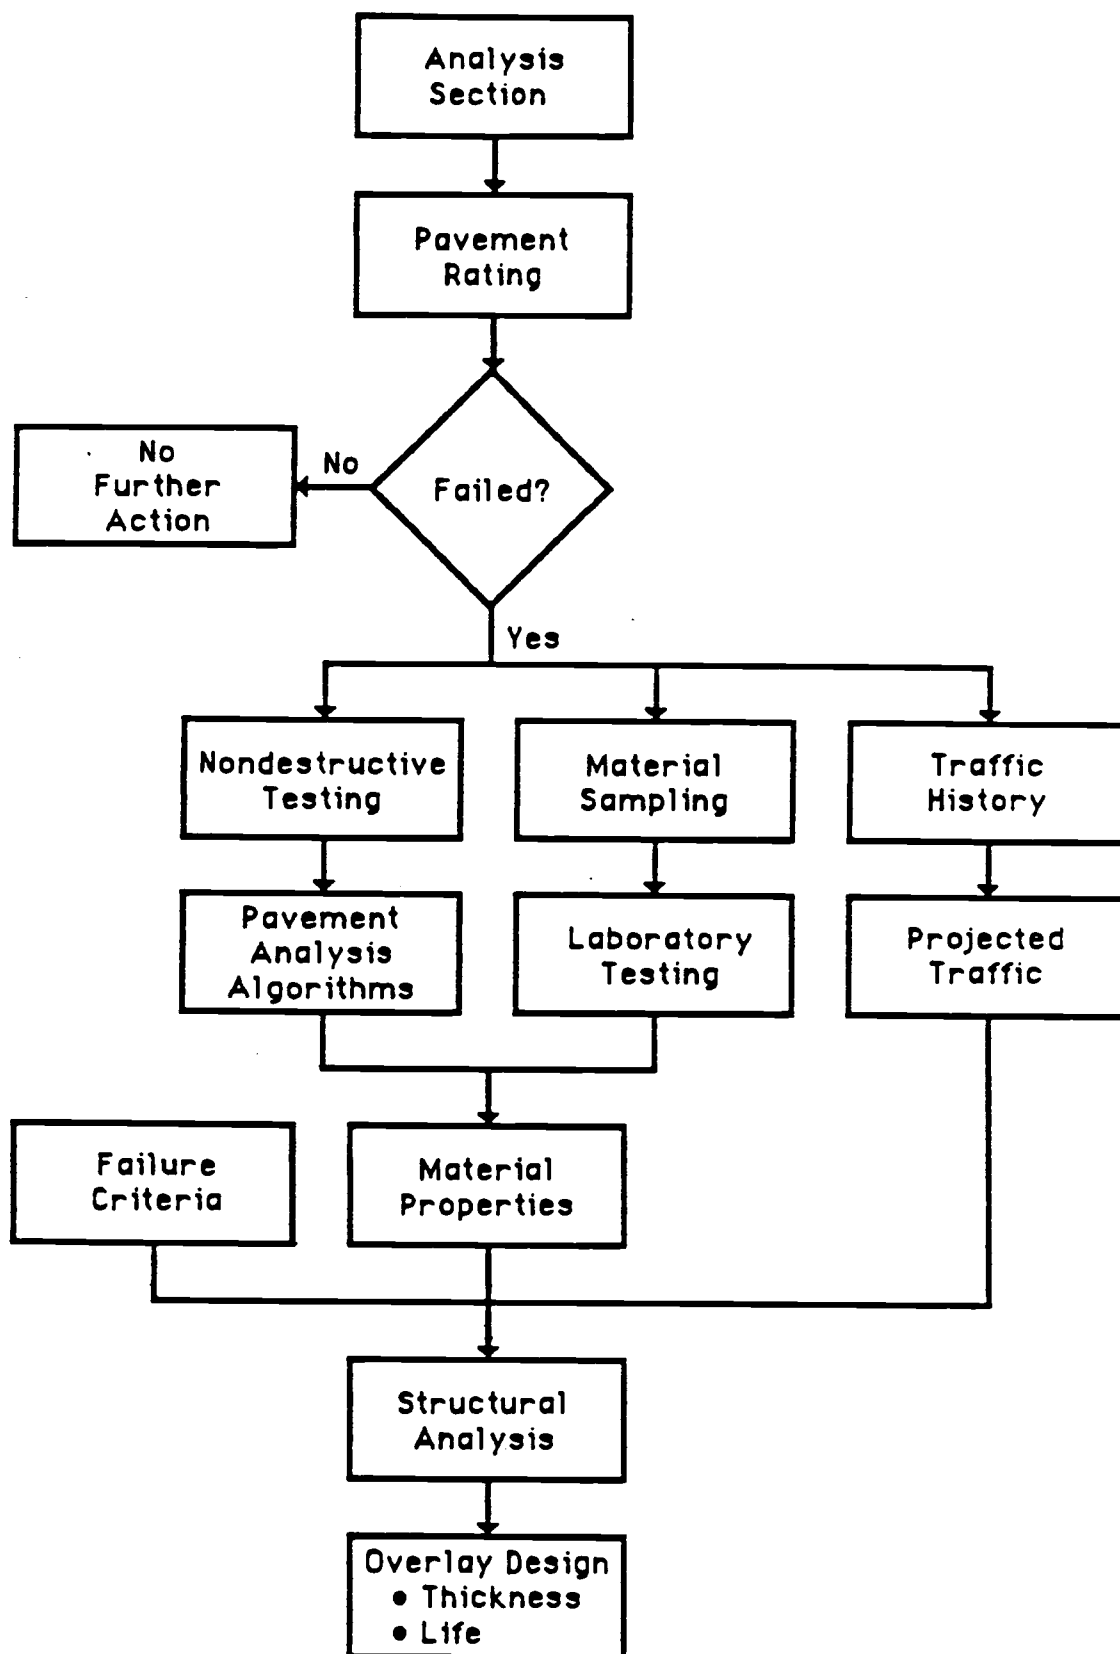 Analysis
Section
Pavement
Rating
No
Further
Action
No
Failed?
Yes
Nondestructive
Testing
Material
Sampling
Traffic
History
Pavement
Analysis
Algorithms
Laboratory
Testing
Projected
Traffic
Failure
Criteria
Material
Properties
Structural
Analysis
Overlay Design
• Thickness
• Life